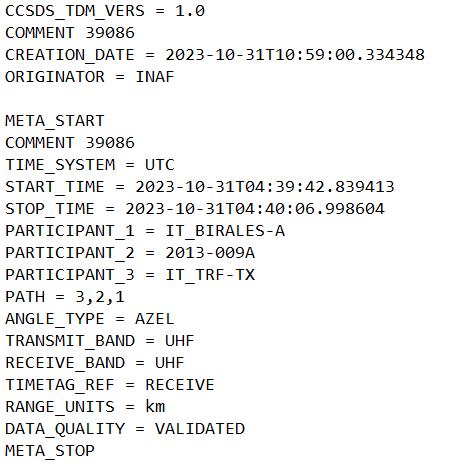 CCSDS_TDM_VERS = 1.0
COMMENT 39086
CREATION_DATE = 2023-10-31T10:59:00.334348
ORIGINATOR = INAF

META_START
COMMENT 39086
TIME_SYSTEM = UTC
START_TIME = 2023-10-31T04:39:42.839413
STOP_TIME = 2023-10-31T04:40:06.998604
PARTICIPANT_1 = IT_BIRALES-A
PARTICIPANT_2 = 2013-009A
PARTICIPANT_3 = IT_TRF-TX
PATH = 3,2,1
ANGLE_TYPE = AZEL
TRANSMIT_BAND = UHF
RECEIVE_BAND = UHF
TIMETAG_REF = RECEIVE
RANGE_UNITS = km
DATA_QUALITY = VALIDATED
META_STOP